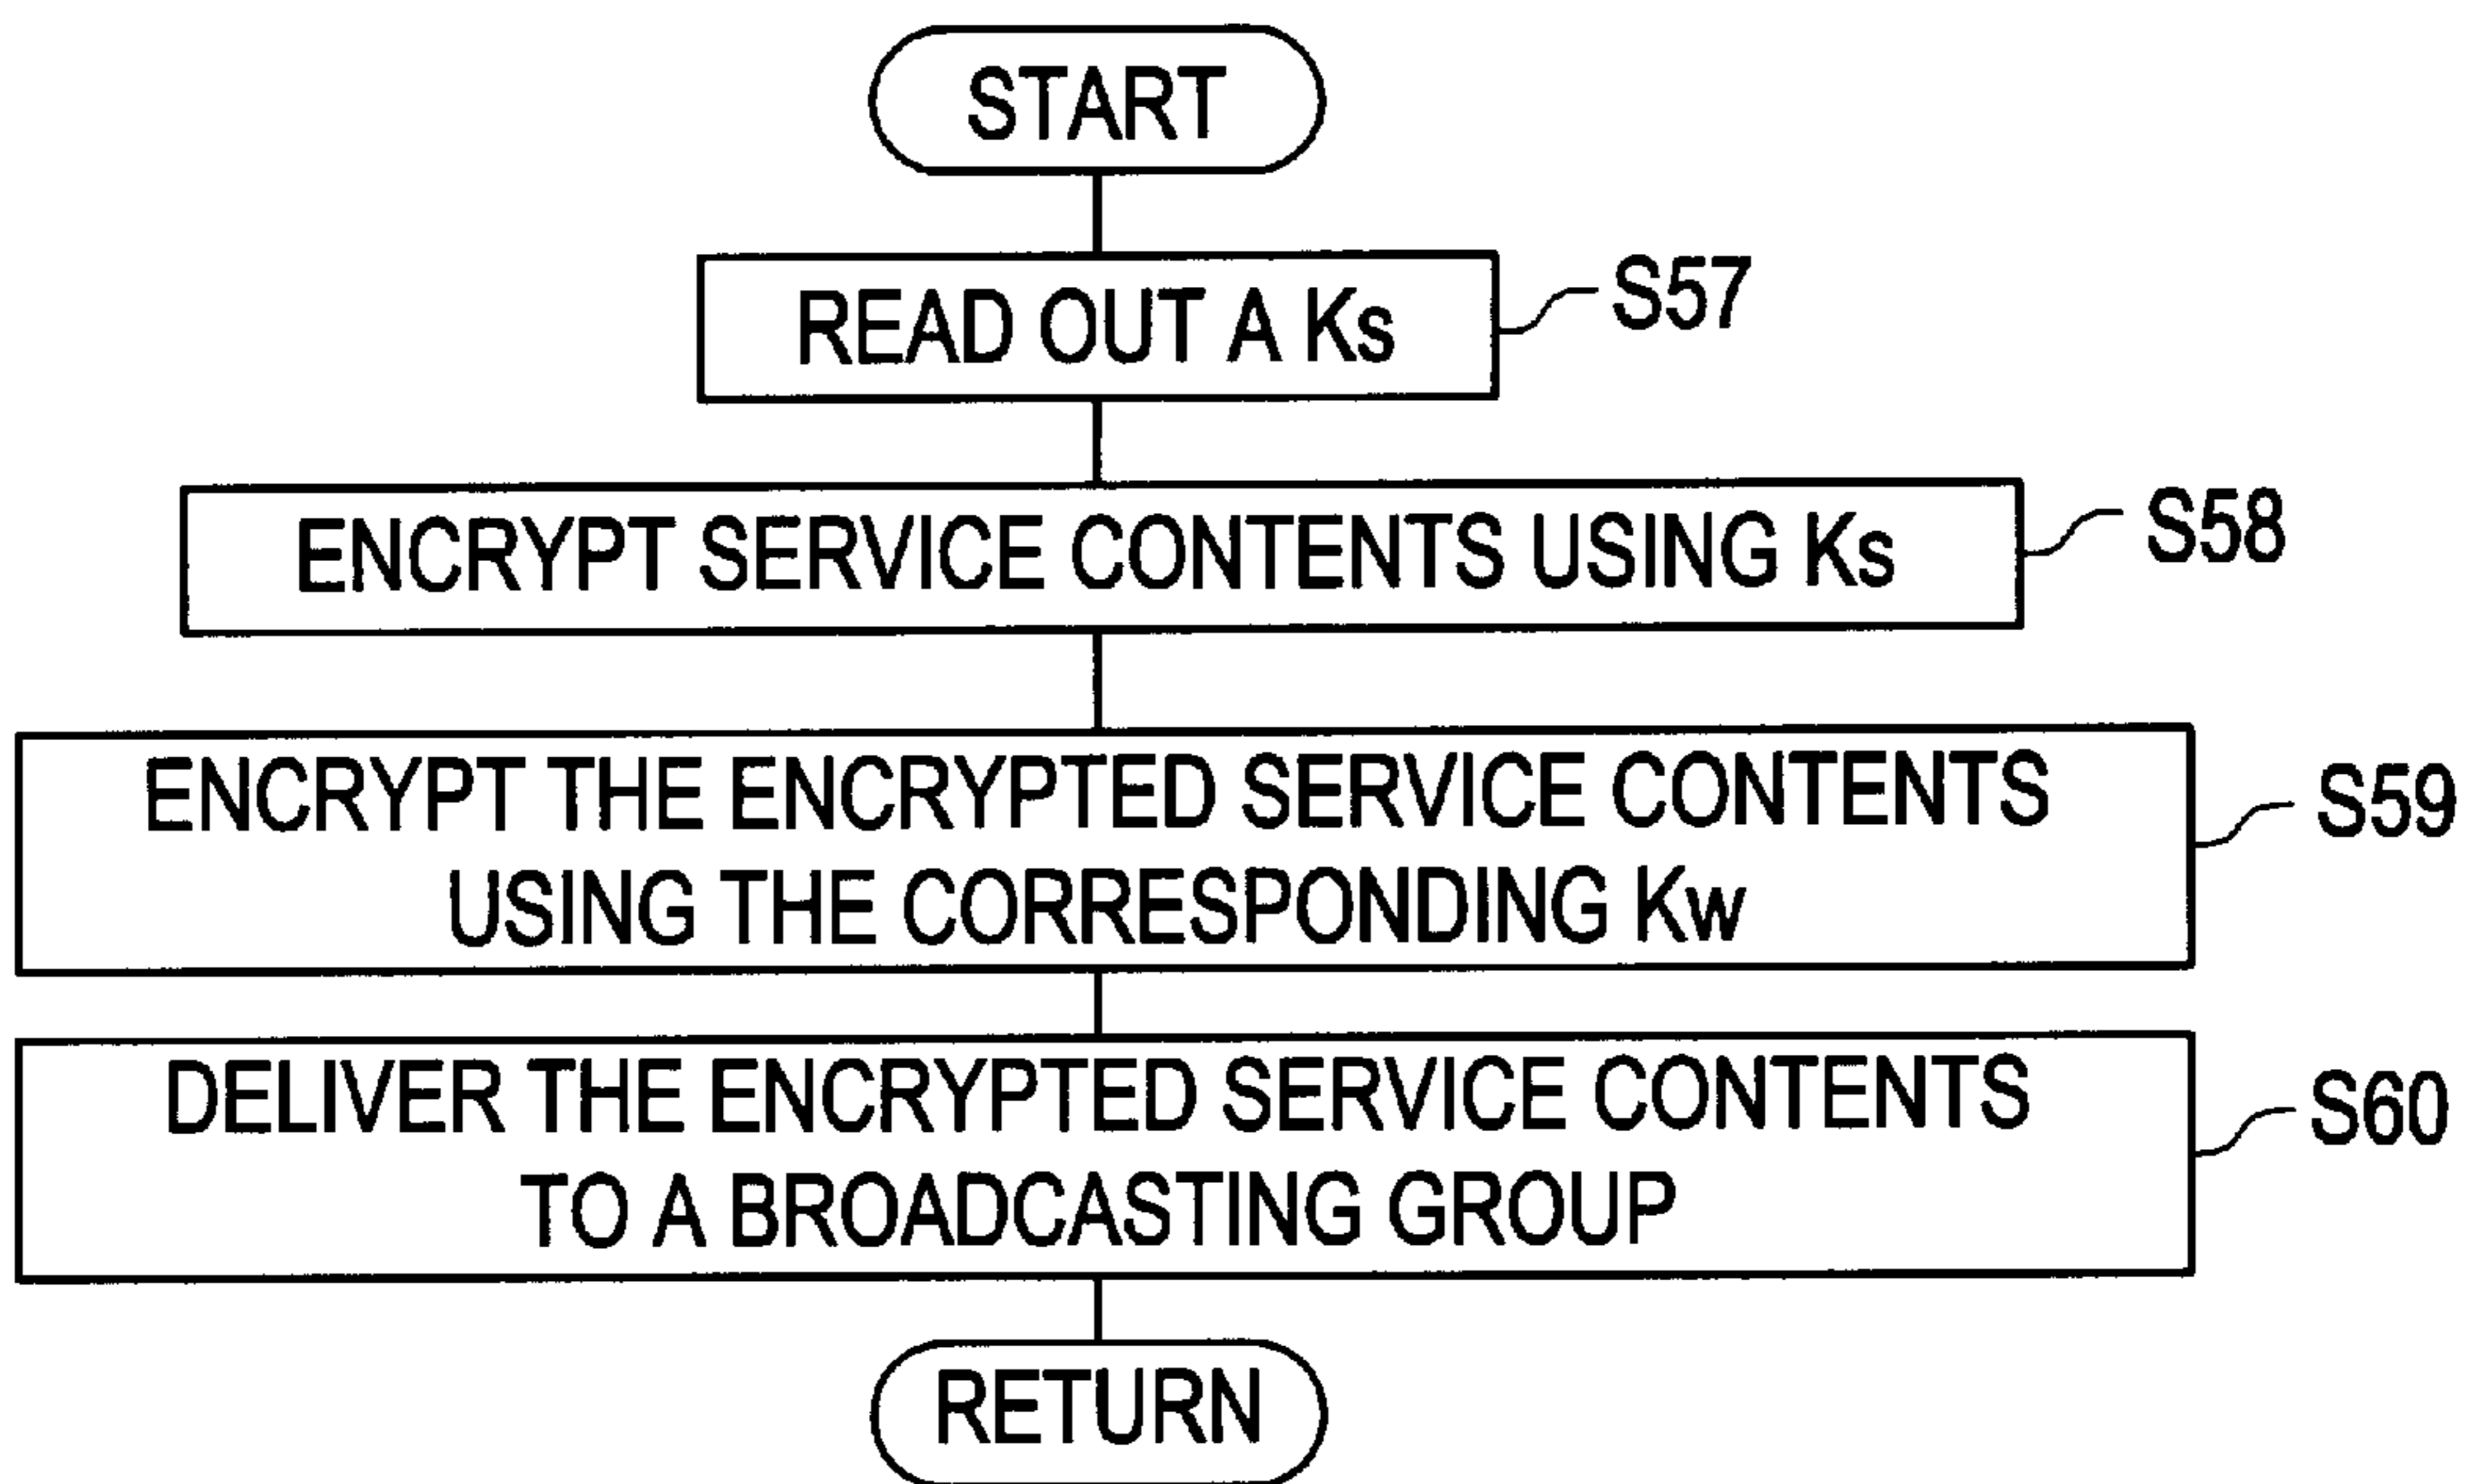 START
READ OUT A Ks
S57
ENCRYPT SERVICE CONTENTS USING Ks
S58
ENCRYPT THE ENCRYPTED SERVICE CONTENTS
USING THE CORRESPONDING Kw
S59
DELIVER THE ENCRYPTED SERVICE CONTENTS
TO A BROADCASTING GROUP
S60
RETURN